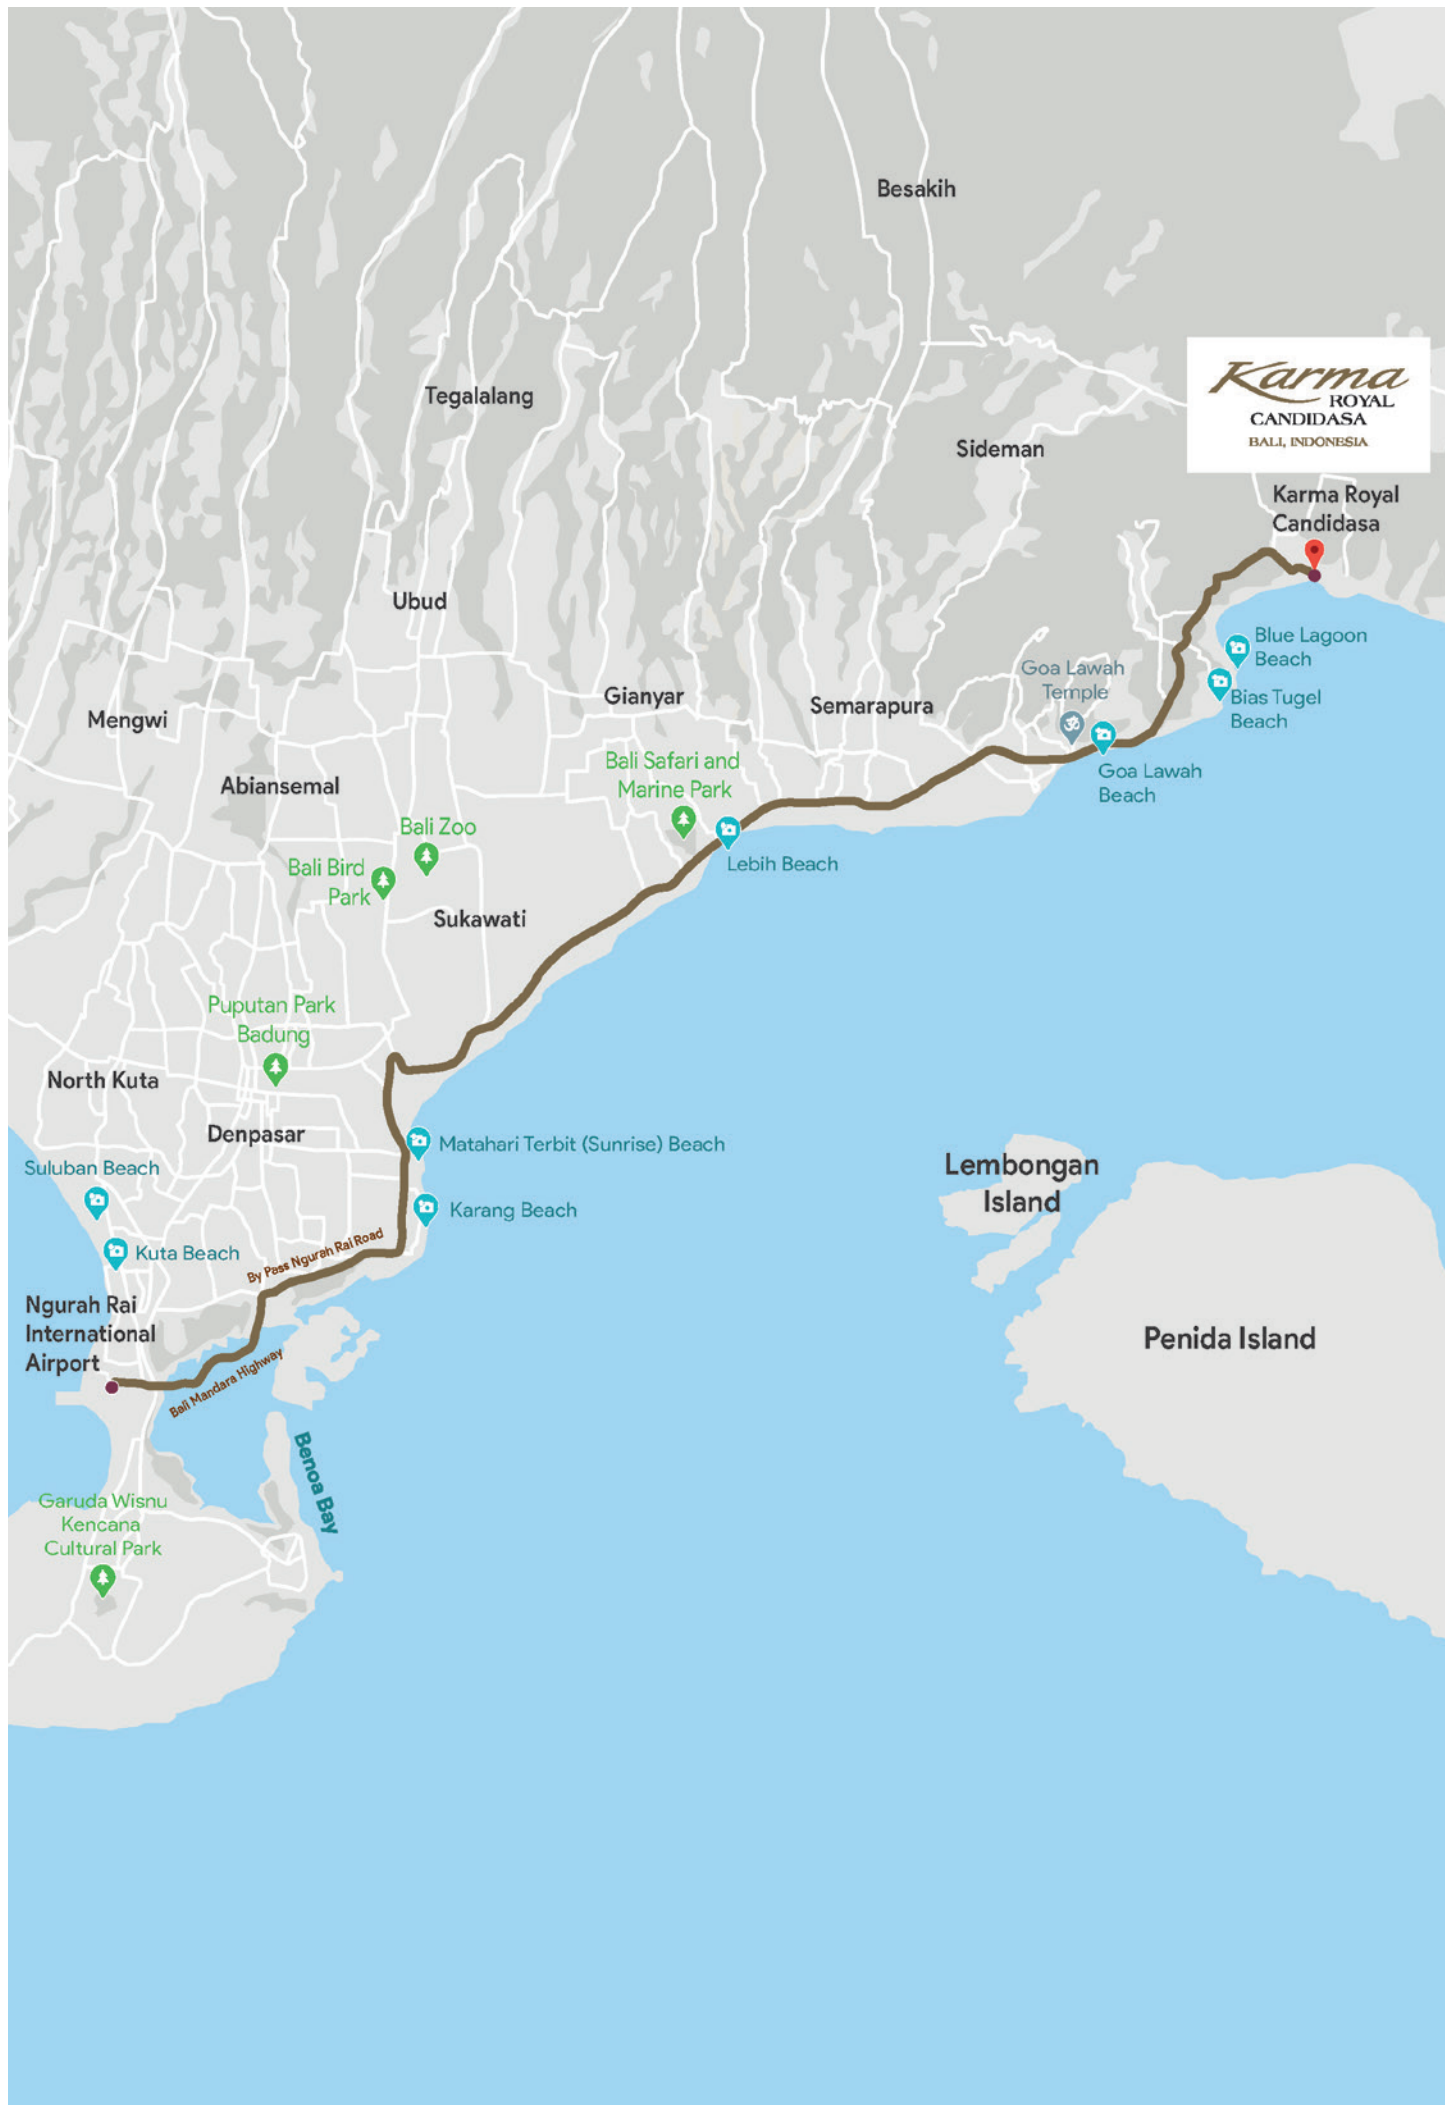 Besakih
Karma
ROYAL
CANDIDASA
BALI, INDONESIA
Tegalalang
Sideman
Karma Royal
Candidasa
Ubud
Blue Lagoon
Beach
Goa Lawah
Temple
Gianyar
Semarapura
Bias Tugel
Beach
Mengwi
Bali Safari and
Marine Park
Goa Lawah
Beach
Abiansemal
Bali Zoo
Lebih Beach
Bali Bird
Park
Sukawati
Puputan Park
Badung
North Kuta
Denpasar
Matahari Terbit (Sunrise) Beach
Suluban Beach
Lembongan
Island
Karang Beach
Kuta Beach
By Pass Ngurah Rai Road
Ngurah Rai
International
Airport
Penida Island
Bali Mandara Highway
Benoa Bay
Garuda Wisnu
Kencana
Cultural Park